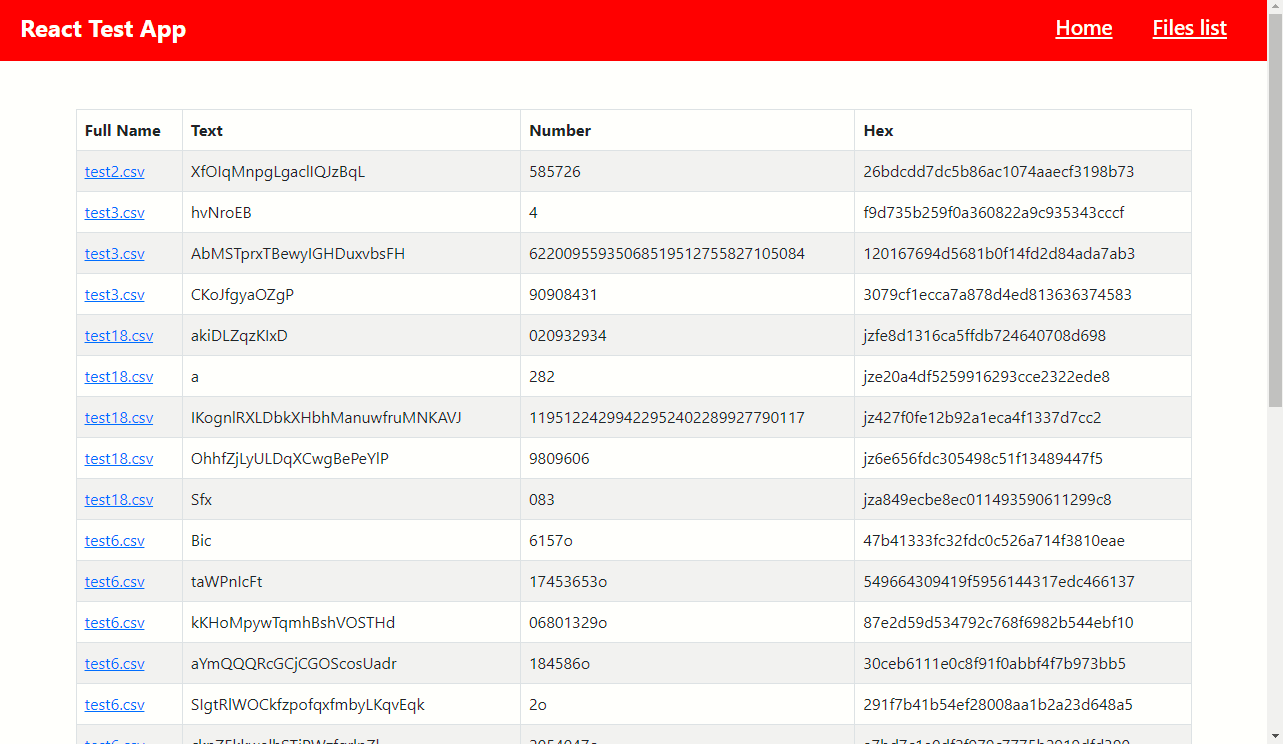 React Test App Home Files list
Full Name Text Number Hex
test2.csv XfOIqMnpgLgaclIQJzBqL 585726 26bdcdd7dc5b86ac1074aaecf3198b73
test3.csv hvNroEB 4 f9d735b259f0a360822a9c935343cccf
test3.csv AbMSTprxTBewyIGHDuxvbsFH 62200955935068519512755827105084 120167694d5681b0f14fd2d84ada7ab3
test3.csv CKoJfgyaOZgP 90908431 3079cf1ecca7a878d4ed813636374583
test18.csv akiDLZqzKIxD 020932934 jzfe8d1316ca5ffdb724640708d698
test18.csv a 282 jze20a4df5259916293cce2322ede8
test18.csv IKognlRXLDbkXHbhManuwfruMNKAVJ 11951224299422952402289927790117 jz427f0fe12b92a1eca4f1337d7cc2
test18.csv OhhfZjLyULDqXCwgBePeYlP 9809606 jz6e656fdc305498c51f13489447f5
test18.csv Sfx 083 jza849ecbe8ec011493590611299c8
test6.csv Bic 6157o 47b41333fc32fdc0c526a714f3810eae
test6.csv taWPnIcFt 17453653o 549664309419f5956144317edc466137
test6.csv kKHoMpywTqmhBshVOSTHd 06801329o 87e2d59d534792c768f6982b544ebf10
test6.csv aYmQQQRcGCjCGOScosUadr 184586o 30ceb6111e0c8f91f0abbf4f7b973bb5
test6.csv SIgtRlWOCkfzpofqxfmbyLKqvEqk 2o 291f7b41b54ef28008aa1b2a23d648a5
test6.csv